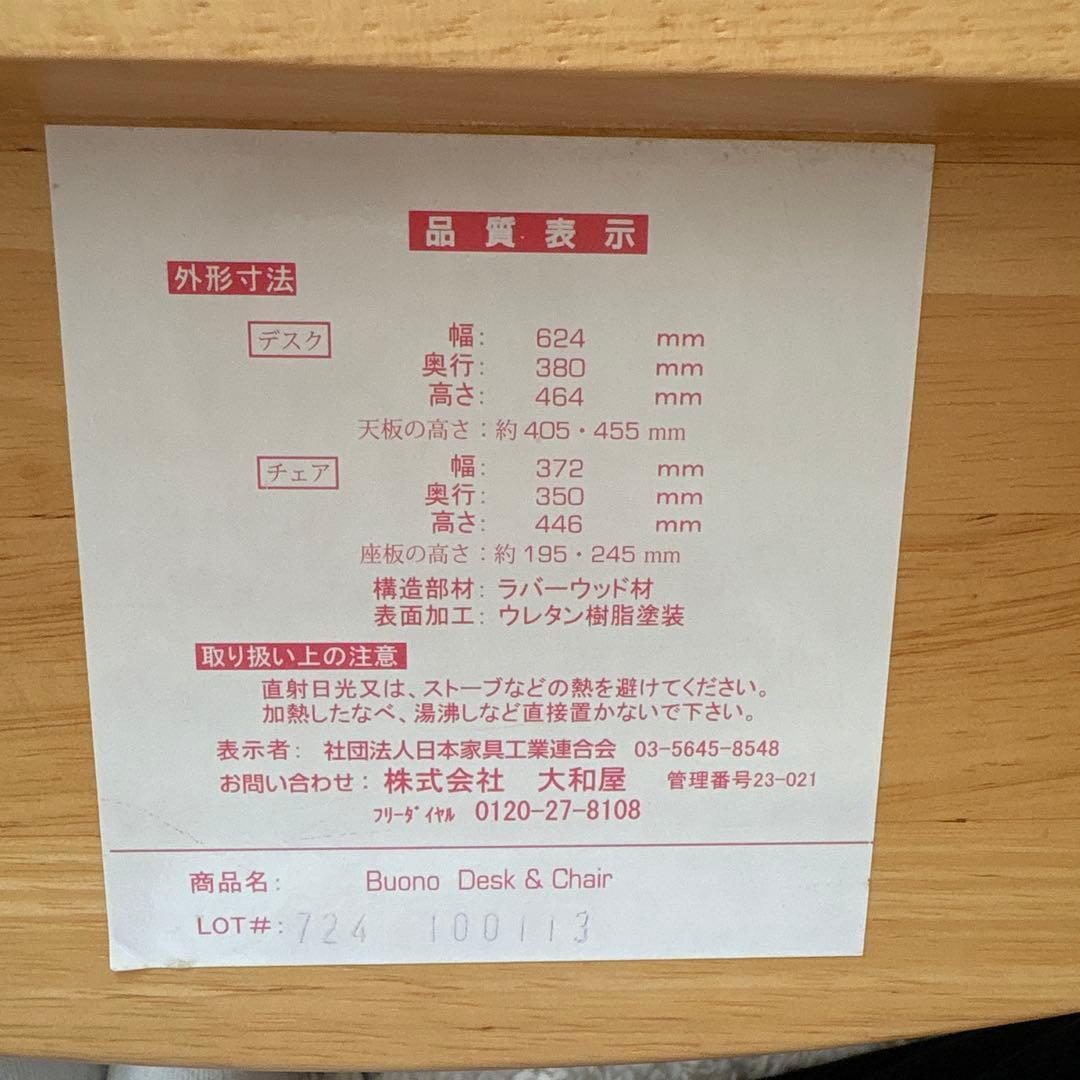 品質表示
外形寸法
デスク 幅: 624 mm
奥行: 380 mm
高さ: 464 mm
天板の高さ：約405・455 mm
チェア 幅: 372 mm
奥行: 350 mm
高さ: 446 mm
座板の高さ：約195・245 mm
構造部材: ラバーウッド材
表面加工: ウレタン樹脂塗装
取り扱い上の注意
直射日光又は、ストーブなどの熱を避けてください。
加熱したなべ、湯沸しなど直接置かないで下さい。
表示者: 社団法人日本家具工業連合会 03-5645-8548
お問い合わせ: 株式会社 大和屋 管理番号23-021
ﾌﾘｰﾀﾞｲﾔﾙ 0120-27-8108
商品名: Buono Desk & Chair
LOT#: 724 100113